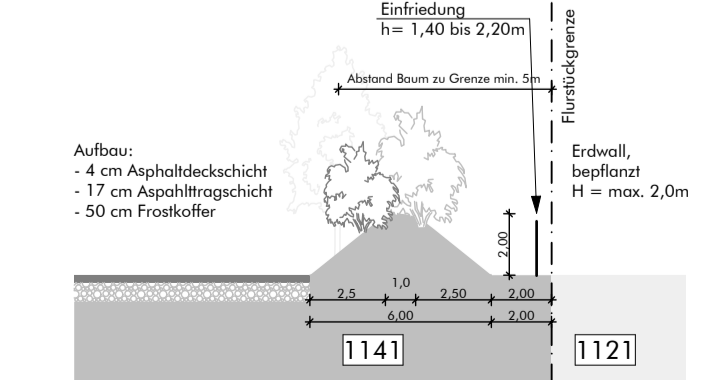 Einfriedung
h= 1,40 bis 2,20m
Flurstückgrenze
Abstand Baum zu Grenze min. 5m
Aufbau:
- 4 cm Asphaltdeckschicht
- 17 cm Aspahlttragschicht
- 50 cm Frostkoffer
Erdwall,
bepflanzt
H = max. 2,0m
2,00
2,5
1,0
2,50
2,00
6,00
2,00
1141
1121